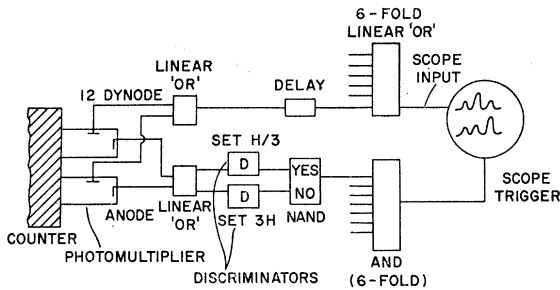 6-FOLD
LINEAR 'OR'
SCOPE
INPUT
LINEAR
'OR'
DELAY
12 DYNODE
SET H/3
D
YES
D
NO
ANODE
LINEAR
'OR'
SET 3H
NAND
SCOPE
TRIGGER
COUNTER
PHOTOMULTIPLIER
DISCRIMINATORS
AND
(6-FOLD)